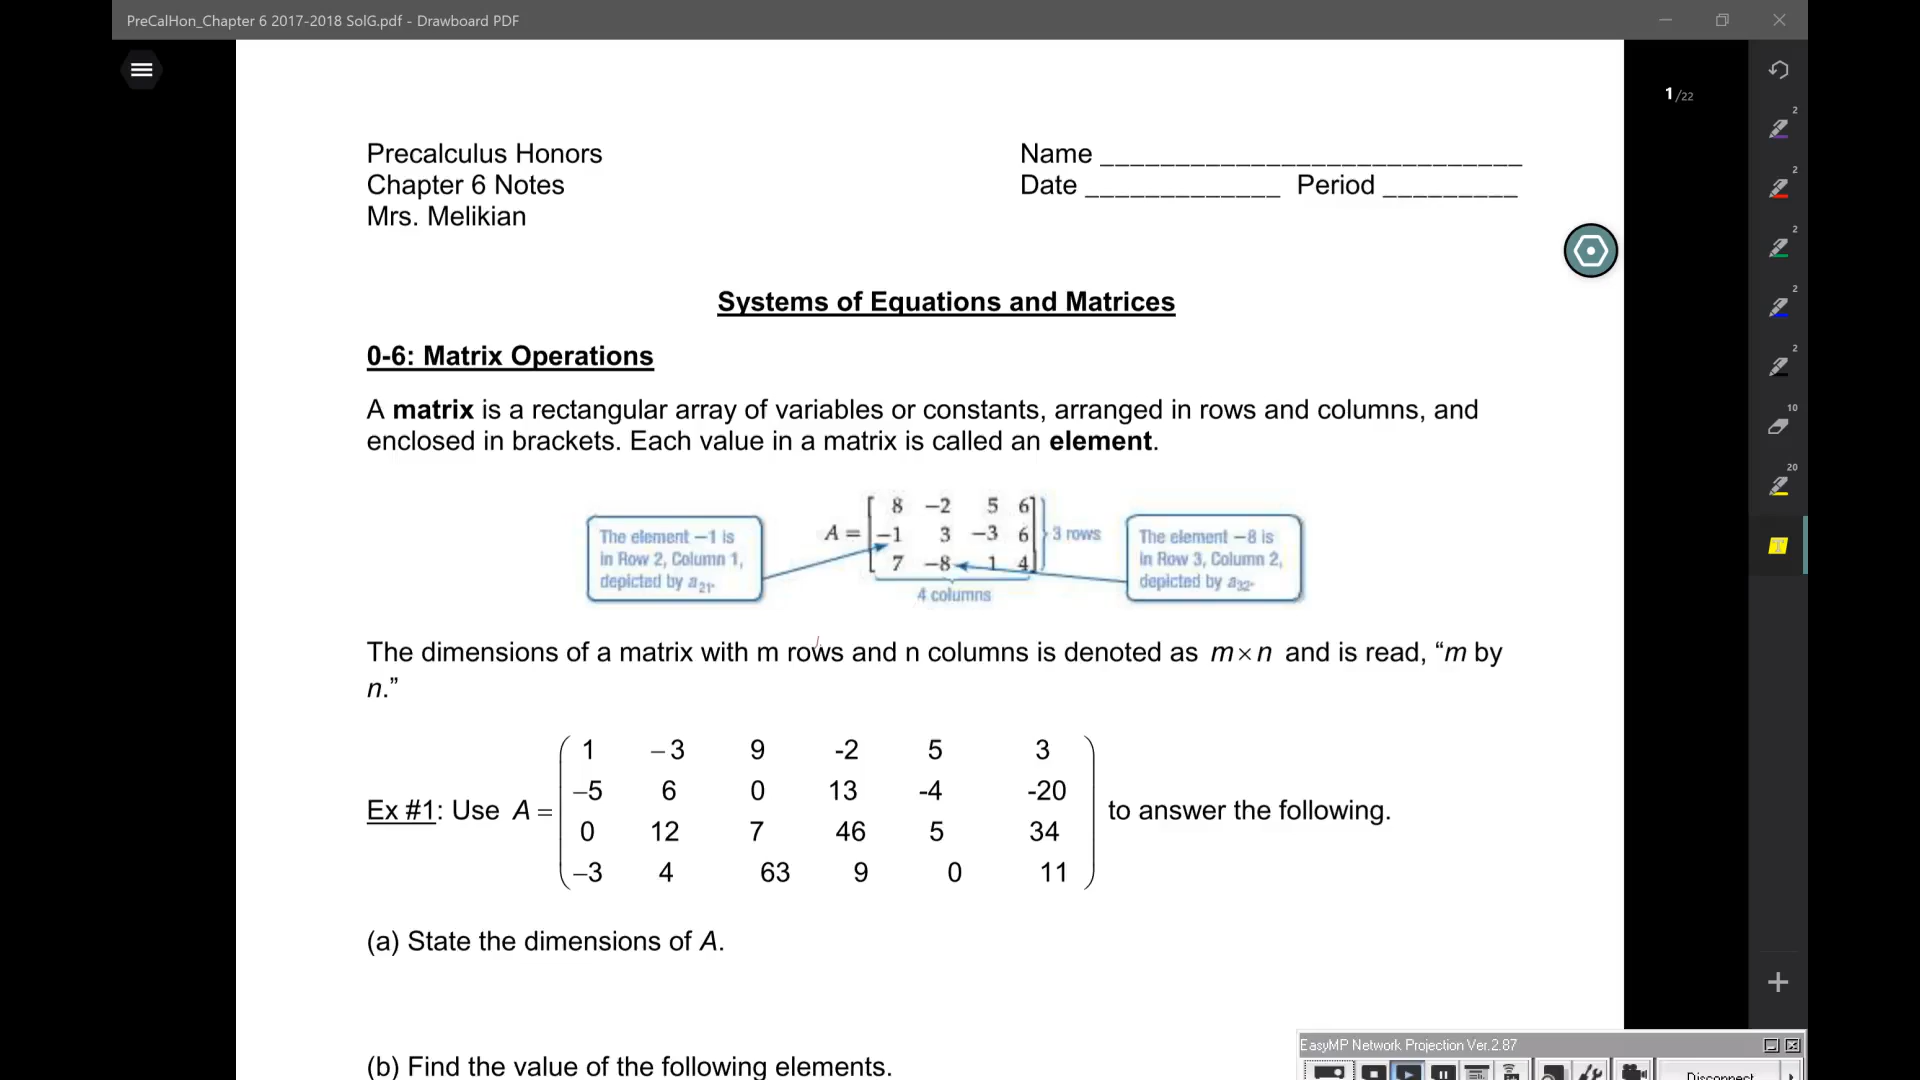 PreCalHon_Chapter 6 2017-2018 SolG.pdf - Drawboard PDF
1/22
Precalculus Honors
Chapter 6 Notes
Mrs. Melikian
Name ____________________________
Date _____________ Period _________
Systems of Equations and Matrices
0-6: Matrix Operations
A matrix is a rectangular array of variables or constants, arranged in rows and columns, and
enclosed in brackets. Each value in a matrix is called an element.
The element −1 is
in Row 2, Column 1,
depicted by a21.
A =
8 −2 5 6
−1 3 −3 6
7 −8 1 4
3 rows
4 columns
The element −8 is
in Row 3, Column 2,
depicted by a32.
The dimensions of a matrix with m rows and n columns is denoted as m×n and is read, “m by
n.”
Ex #1: Use A =
1 −3 9 -2 5 3
−5 6 0 13 -4 -20
0 12 7 46 5 34
−3 4 63 9 0 11
to answer the following.
(a) State the dimensions of A.
(b) Find the value of the following elements.
2
2
2
2
2
10
20
T
EasyMP Network Projection Ver.2.87
Disconnect